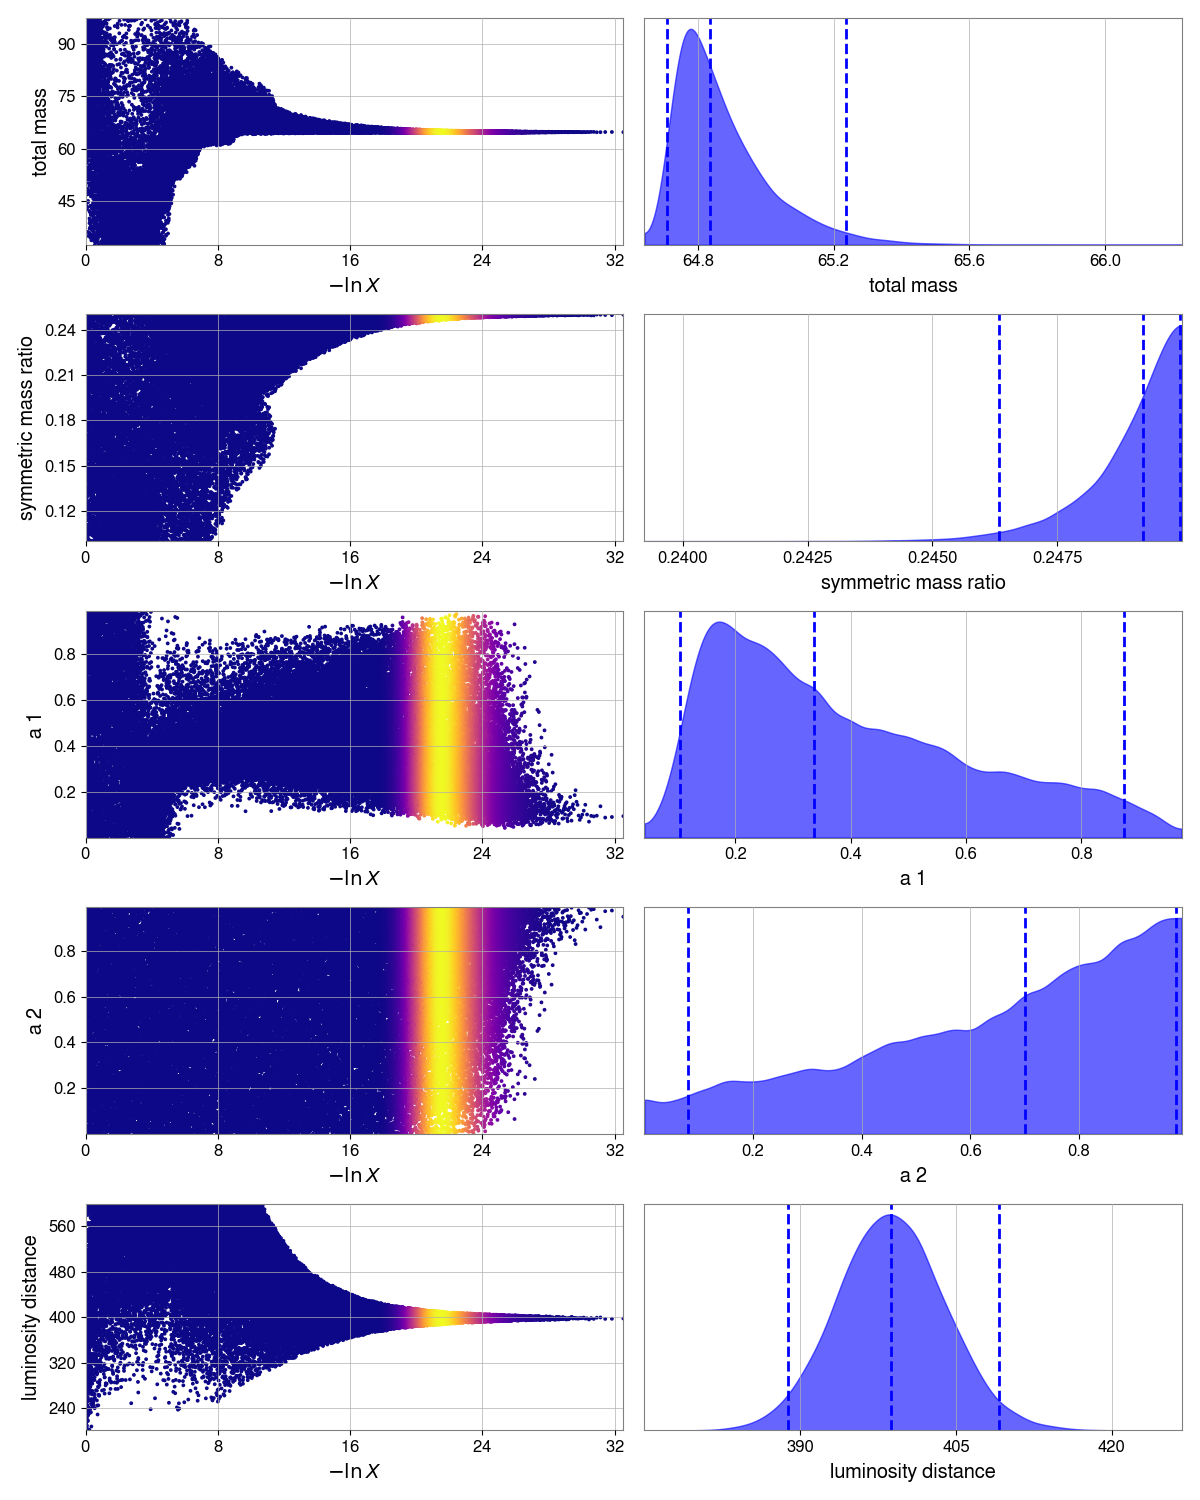 90
75
60
45
total mass
0 8 16 24 32
−ln X
64.8 65.2 65.6 66.0
total mass
0.24
0.21
0.18
0.15
0.12
symmetric mass ratio
0 8 16 24 32
−ln X
0.2400 0.2425 0.2450 0.2475
symmetric mass ratio
0.8
0.6
0.4
0.2
a 1
0 8 16 24 32
−ln X
0.2 0.4 0.6 0.8
a 1
0.8
0.6
0.4
0.2
a 2
0 8 16 24 32
−ln X
0.2 0.4 0.6 0.8
a 2
560
480
400
320
240
luminosity distance
0 8 16 24 32
−ln X
390 405 420
luminosity distance